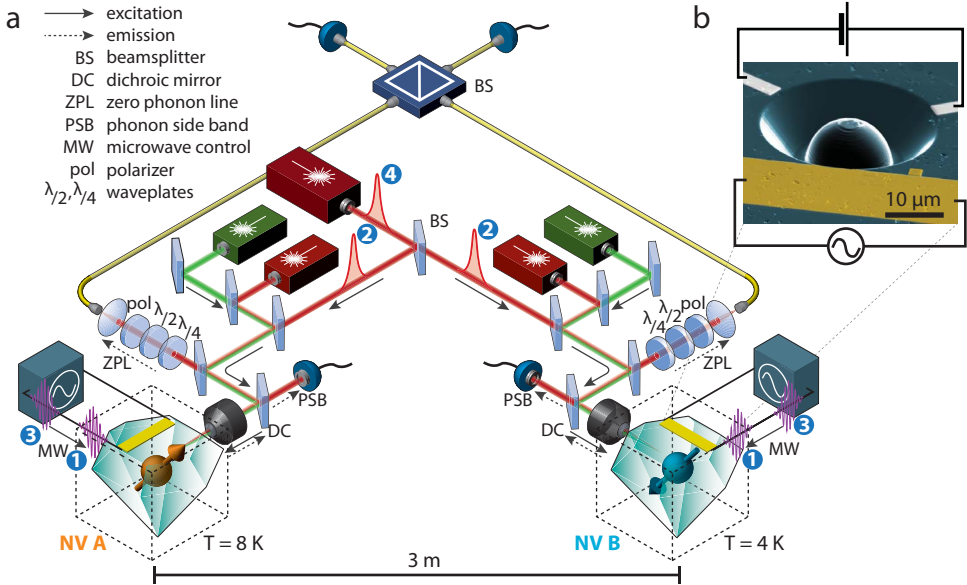 a
excitation
emission
BS beamsplitter
DC dichroic mirror
ZPL zero phonon line
PSB phonon side band
MW microwave control
pol polarizer
λ/2, λ/4 waveplates
BS
4
BS
2
2
pol
λ/2
λ/4
ZPL
PSB
DC
3
MW
1
NV A
T = 8 K
λ/4
λ/2
pol
ZPL
PSB
DC
3
MW
1
NV B
T = 4 K
3 m
b
10 μm